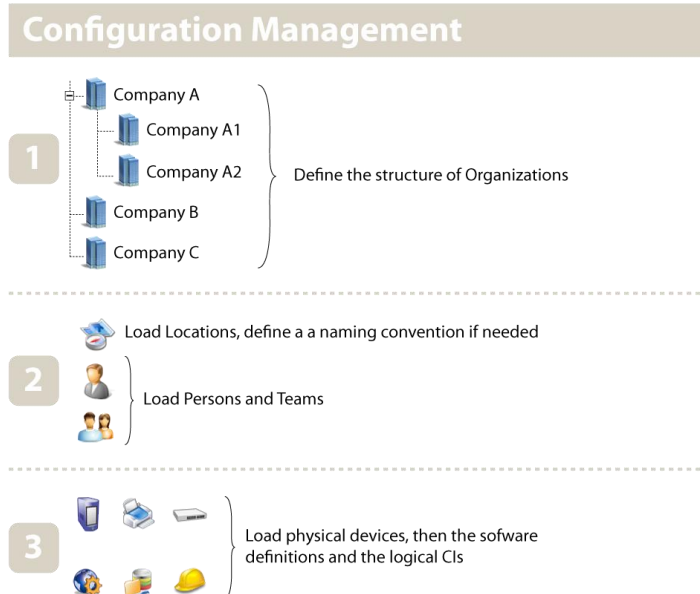 Configuration Management
Company A
Company A1
1
Company A2
Define the structure of Organizations
Company B
Company C
Load Locations, define a a naming convention if needed
2
Load Persons and Teams
3
Load physical devices, then the sofware
definitions and the logical CIs